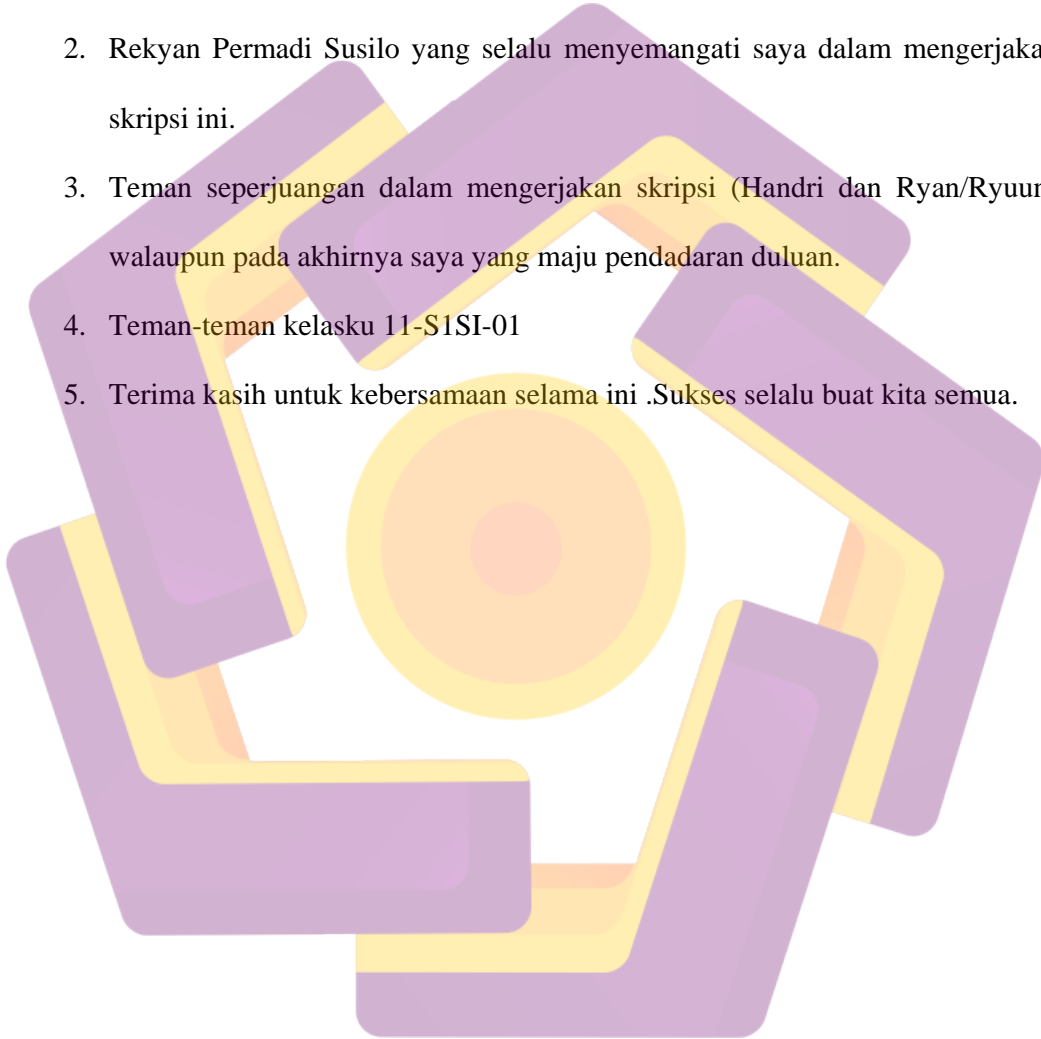 2. Rekyan Permadi Susilo yang selalu menyemangati saya dalam mengerjaka
skripsi ini.
3. Teman seperjuangan dalam mengerjakan skripsi (Handri dan Ryan/Ryuun
walaupun pada akhirnya saya yang maju pendadaran duluan.
4. Teman-teman kelasku 11-S1SI-01
5. Terima kasih untuk kebersamaan selama ini .Sukses selalu buat kita semua.